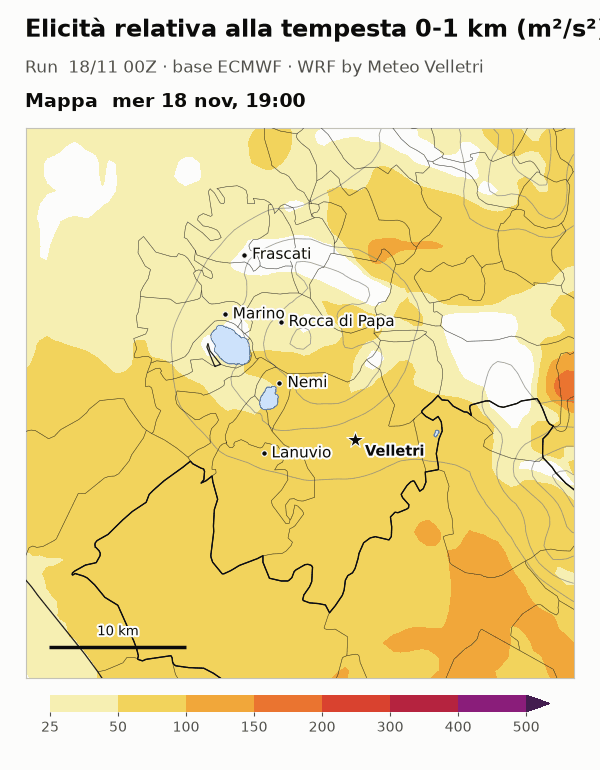 Elicità relativa alla tempesta 0-1 km (m²/s²)
Run  18/11 00Z · base ECMWF · WRF by Meteo Velletri
Mappa  mer 18 nov, 19:00
Frascati
Marino
Rocca di Papa
Nemi
Velletri
Lanuvio
10 km
25 50 100 150 200 300 400 500